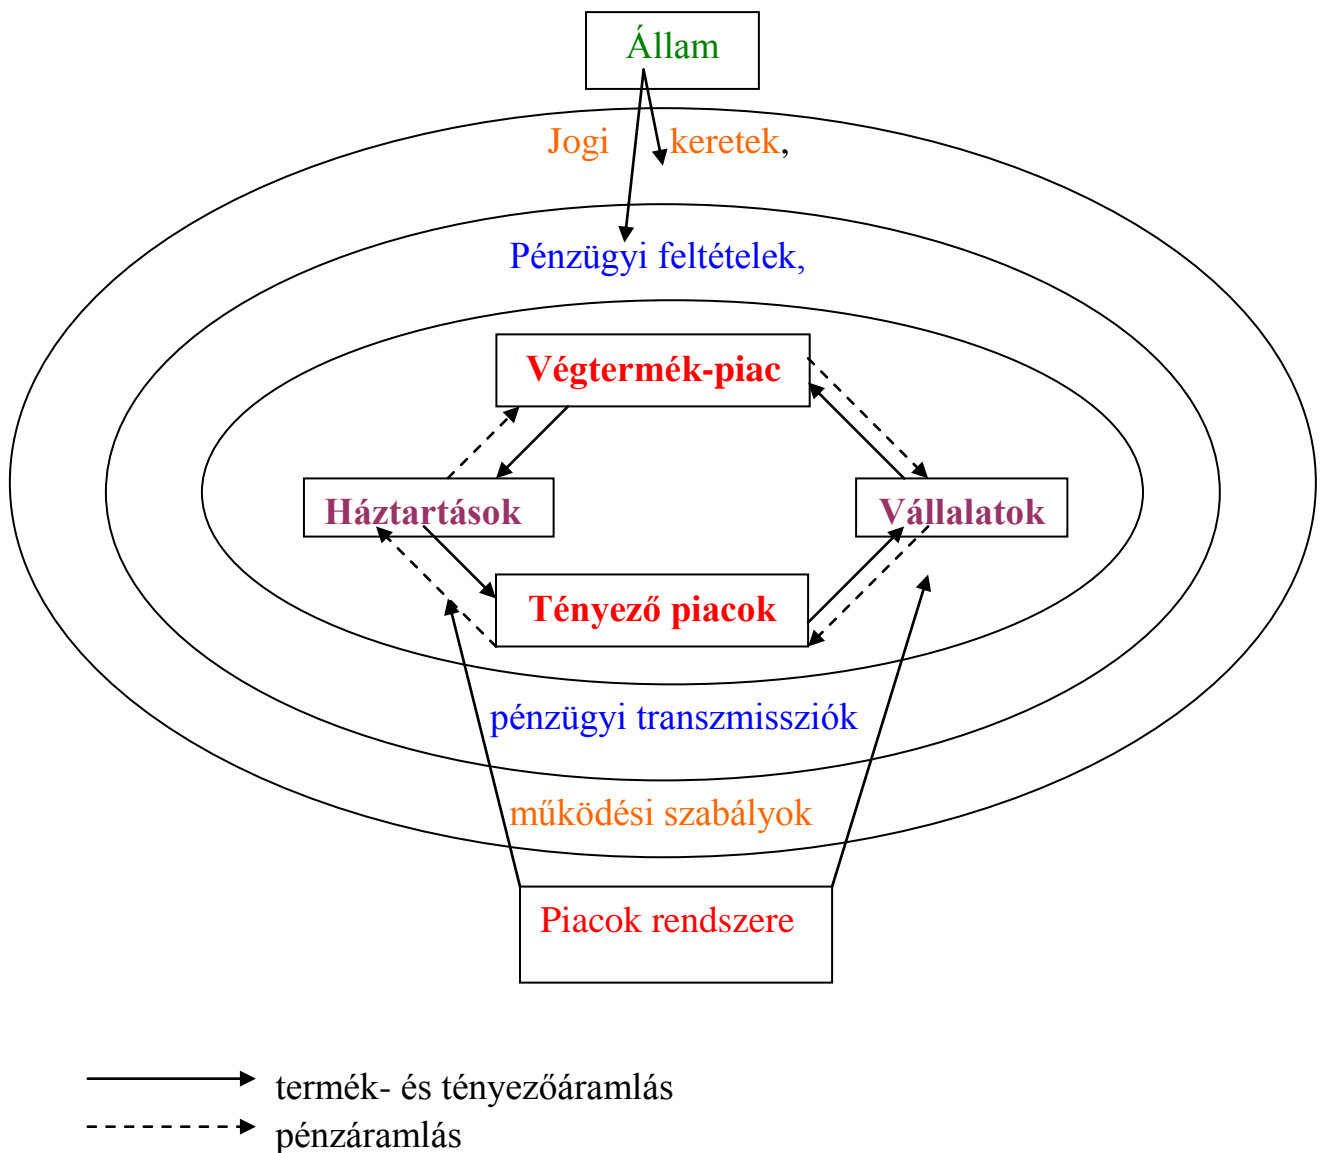 Állam
Jogi keretek,
Pénzügyi feltételek,
Végtermék-piac
Háztartások
Vállalatok
Tényező piacok
pénzügyi transzmissziók
működési szabályok
Piacok rendszere
termék- és tényezőáramlás
pénzáramlás